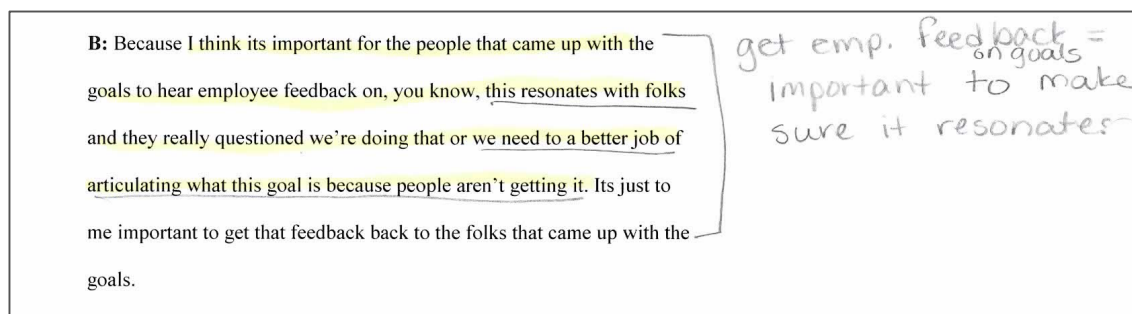 B: Because I think its important for the people that came up with the
goals to hear employee feedback on, you know, this resonates with folks
and they really questioned we're doing that or we need to a better job of
articulating what this goal is because people aren't getting it. Its just to
me important to get that feedback back to the folks that came up with the
goals.
get emp. feedback =
on goals
important to make
sure it resonates